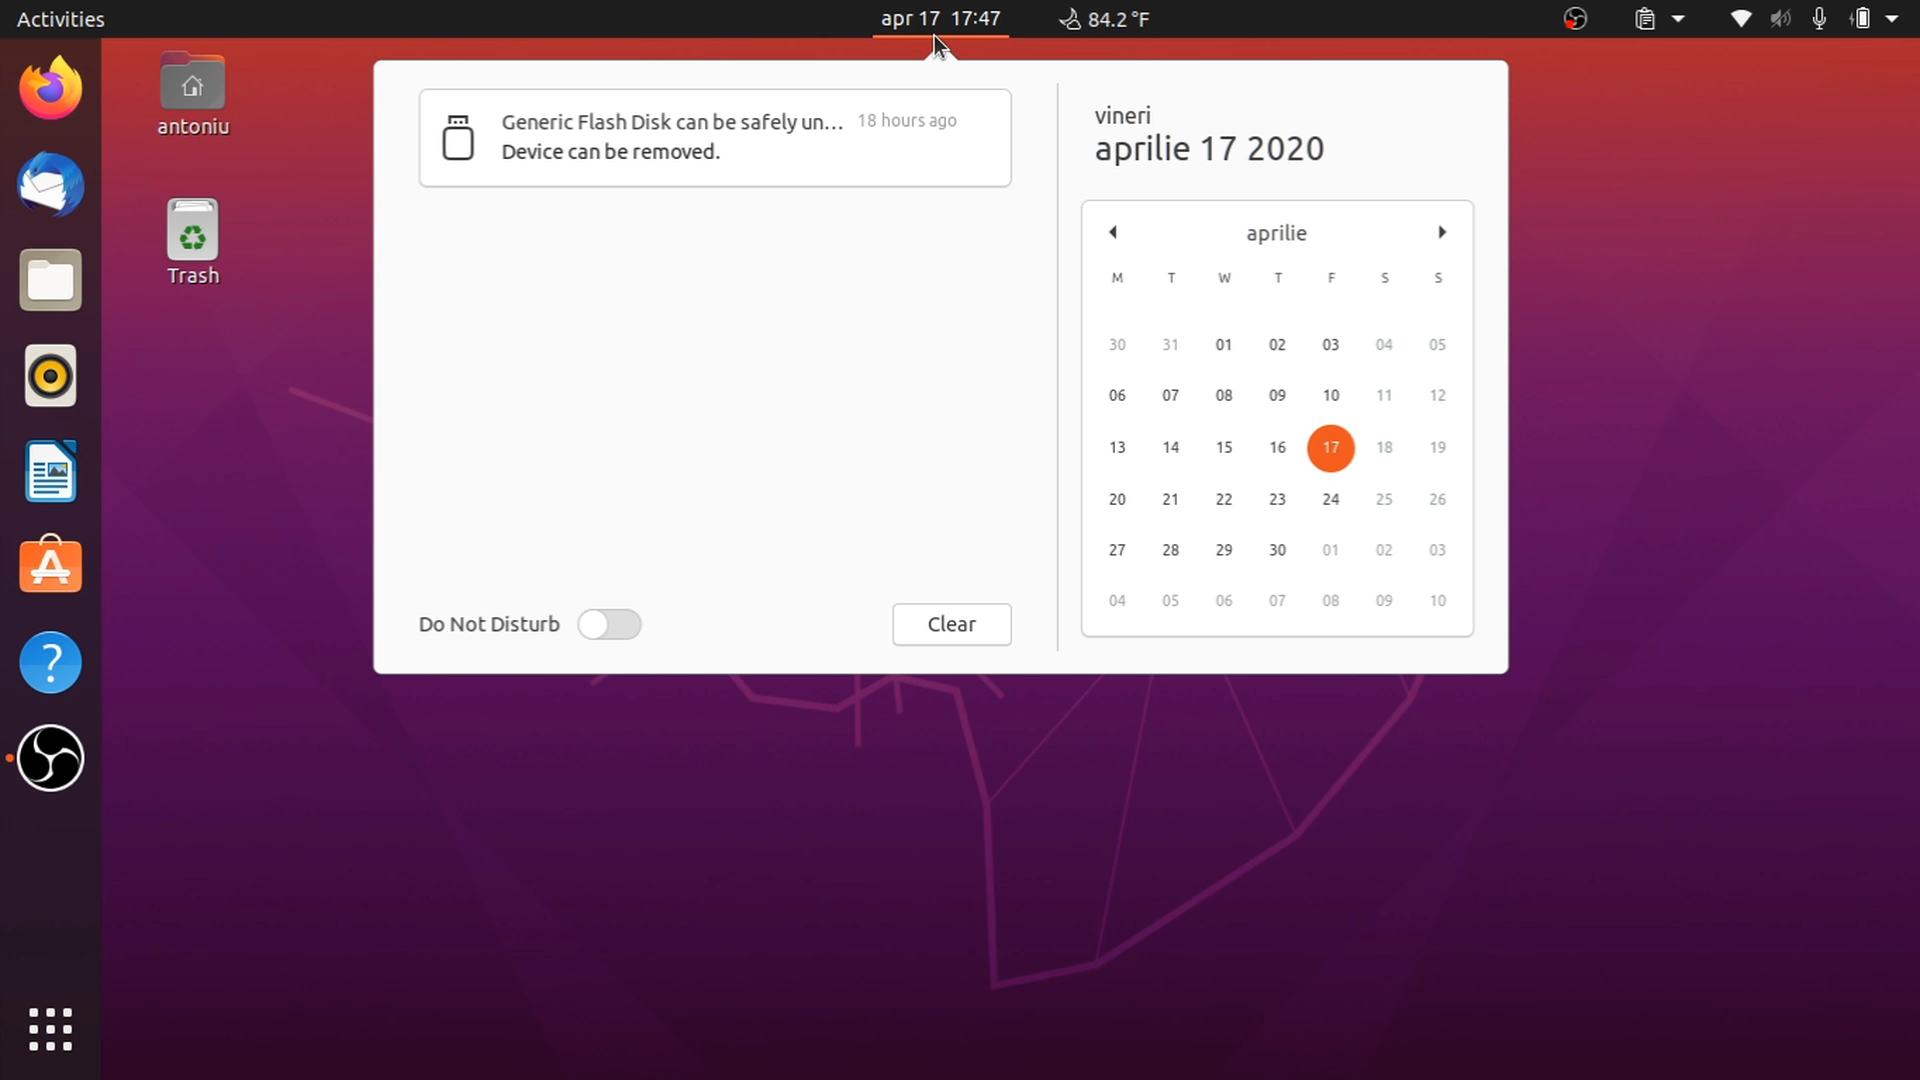 Activities
apr 17 17:47
84.2 °F
antoniu
Trash
Generic Flash Disk can be safely un... 18 hours ago
Device can be removed.
Do Not Disturb
Clear
vineri
aprilie 17 2020
aprilie
M T W T F S S
30 31 01 02 03 04 05
06 07 08 09 10 11 12
13 14 15 16 17 18 19
20 21 22 23 24 25 26
27 28 29 30 01 02 03
04 05 06 07 08 09 10